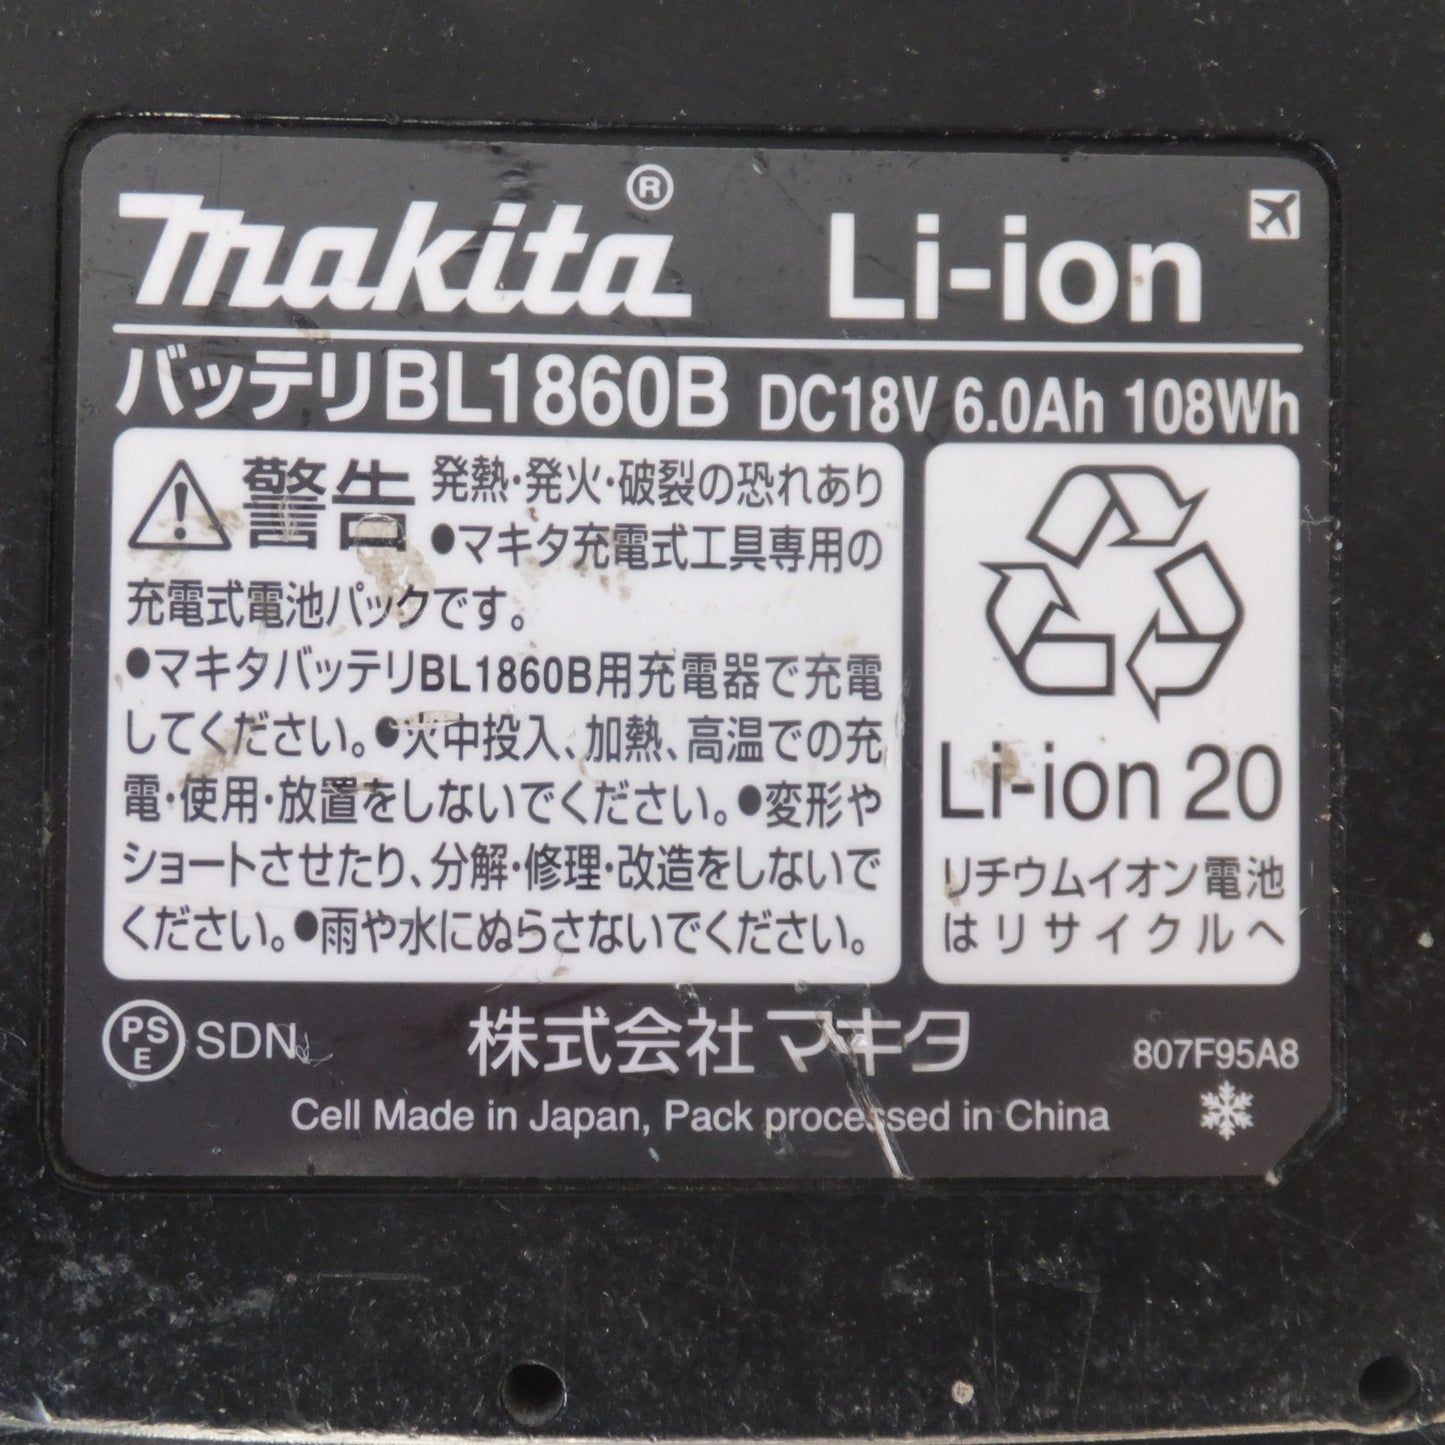 makita® Li-ion
バッテリBL1860B DC18V 6.0Ah 108Wh
警告 発熱・発火・破裂の恐れあり
●マキタ充電式工具専用の
充電式電池パックです。
●マキタバッテリBL1860B用充電器で充電
してください。●火中投入、加熱、高温での充
電・使用・放置をしないでください。●変形や
ショートさせたり、分解・修理・改造をしないで
ください。●雨や水にぬらさないでください。
Li-ion 20
リチウムイオン電池
はリサイクルへ
PSE SDN 株式会社マキタ 807F95A8
Cell Made in Japan, Pack processed in China